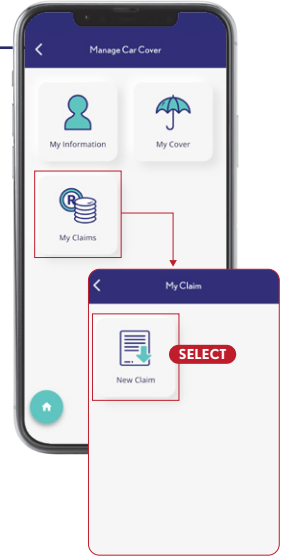 Manage Car Cover
My Information
My Cover
R
My Claims
My Claim
SELECT
New Claim